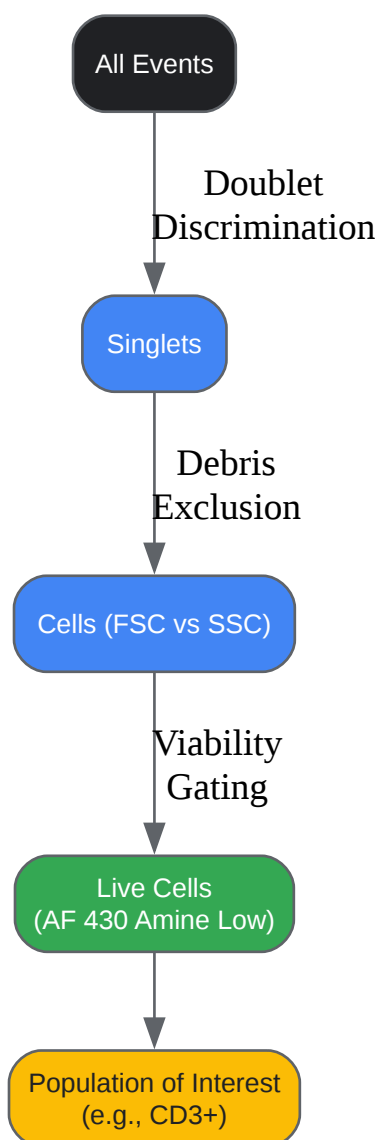 All Events
Doublet
Discrimination
Singlets
Debris
Exclusion
Cells (FSC vs SSC)
Viability
Gating
Live Cells
(AF 430 Amine Low)
Population of Interest
(e.g., CD3+)